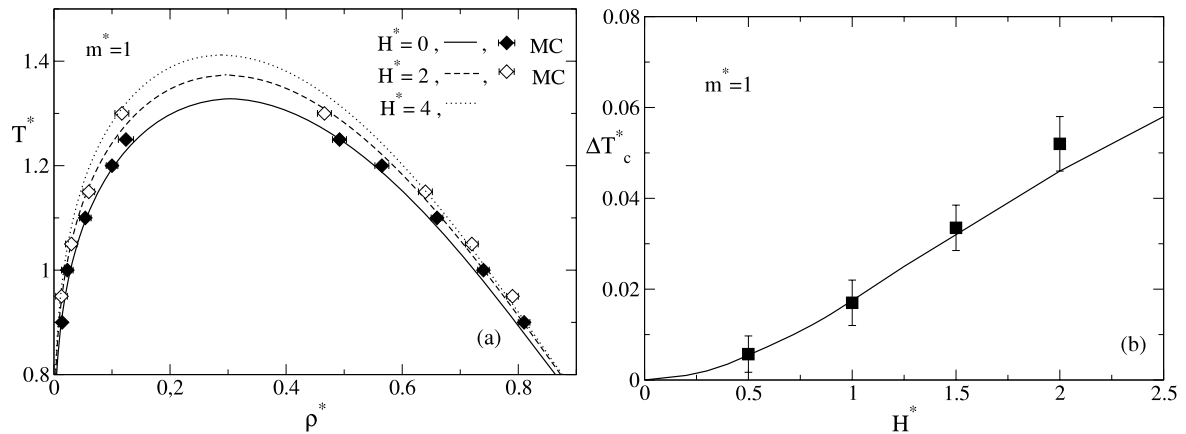 m*=1
H*= 0 , , MC
H*= 2 , , MC
H*= 4 ,
1.4
T*
1.2
1
0.8
(a)
0 0,2 0.4 0.6 0.8
ρ*
0.08
m*=1
0.06
ΔT*c
0.04
0.02
0
(b)
0 0.5 1 1.5 2 2.5
H*